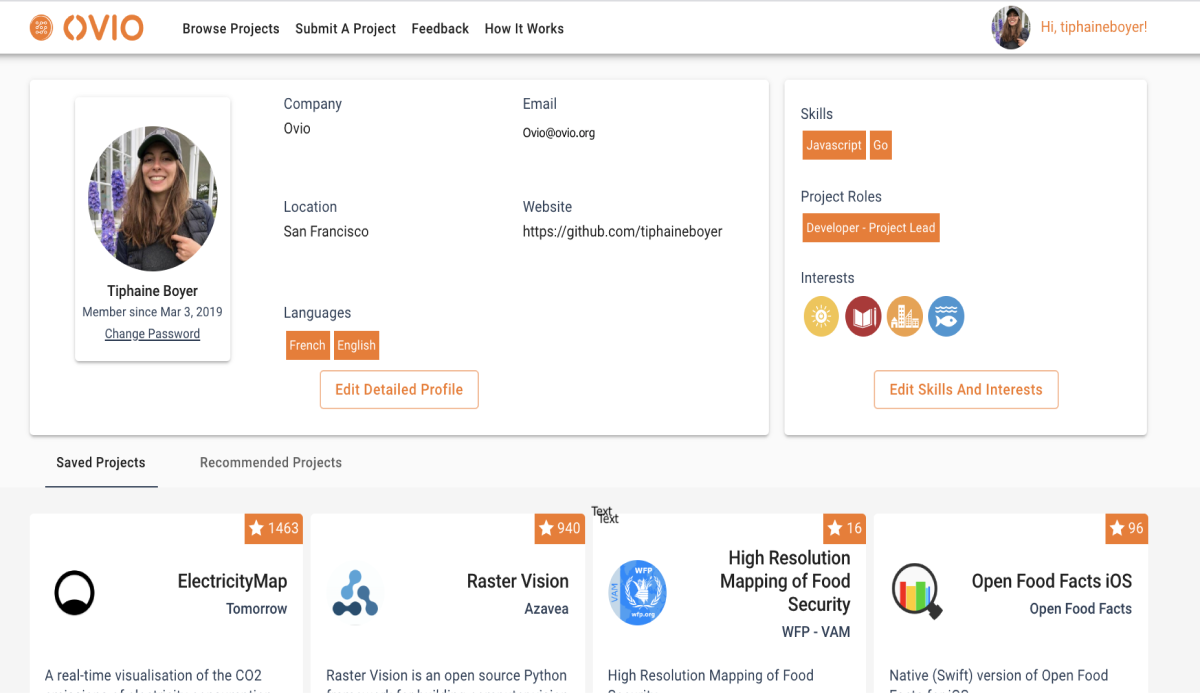 OVIO
Browse Projects
Submit A Project
Feedback
How It Works
Hi, tiphaineboyer!
Tiphaine Boyer
Member since Mar 3, 2019
Change Password
Company
Ovio
Email
Ovio@ovio.org
Location
San Francisco
Website
https://github.com/tiphaineboyer
Languages
French
English
Edit Detailed Profile
Skills
Javascript
Go
Project Roles
Developer - Project Lead
Interests
Edit Skills And Interests
Saved Projects
Recommended Projects
Text
Text
1463
ElectricityMap
Tomorrow
A real-time visualisation of the CO2
940
Raster Vision
Azavea
Raster Vision is an open source Python
16
VAM
WFP
wfp.org
High Resolution
Mapping of Food
Security
WFP - VAM
High Resolution Mapping of Food
96
Open Food Facts iOS
Open Food Facts
Native (Swift) version of Open Food